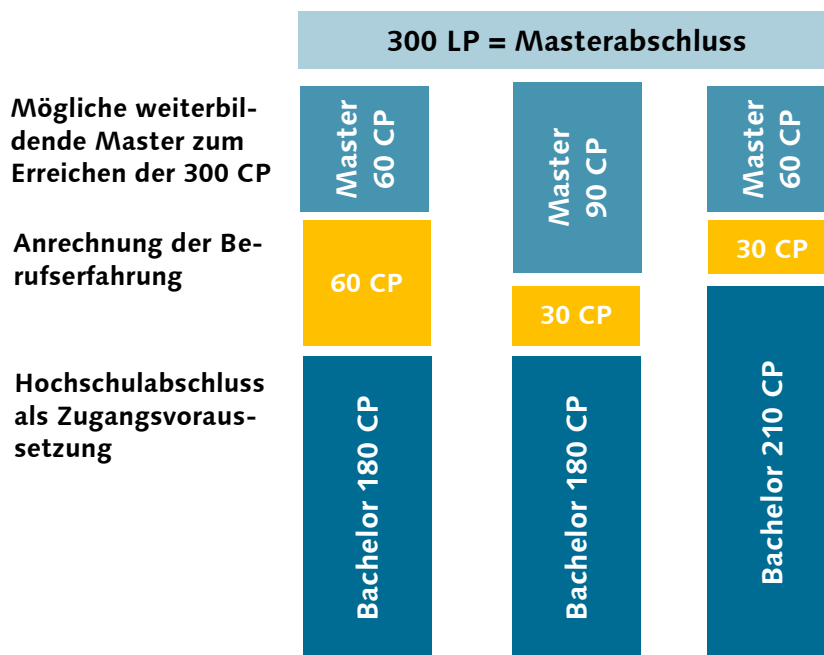 300 LP = Masterabschluss
Mögliche weiterbil-
dende Master zum
Erreichen der 300 CP
Master
60 CP
Master
90 CP
Master
60 CP
Anrechnung der Be-
rufserfahrung
60 CP
30 CP
30 CP
Hochschulabschluss
als Zugangsvoraus-
setzung
Bachelor 180 CP
Bachelor 180 CP
Bachelor 210 CP